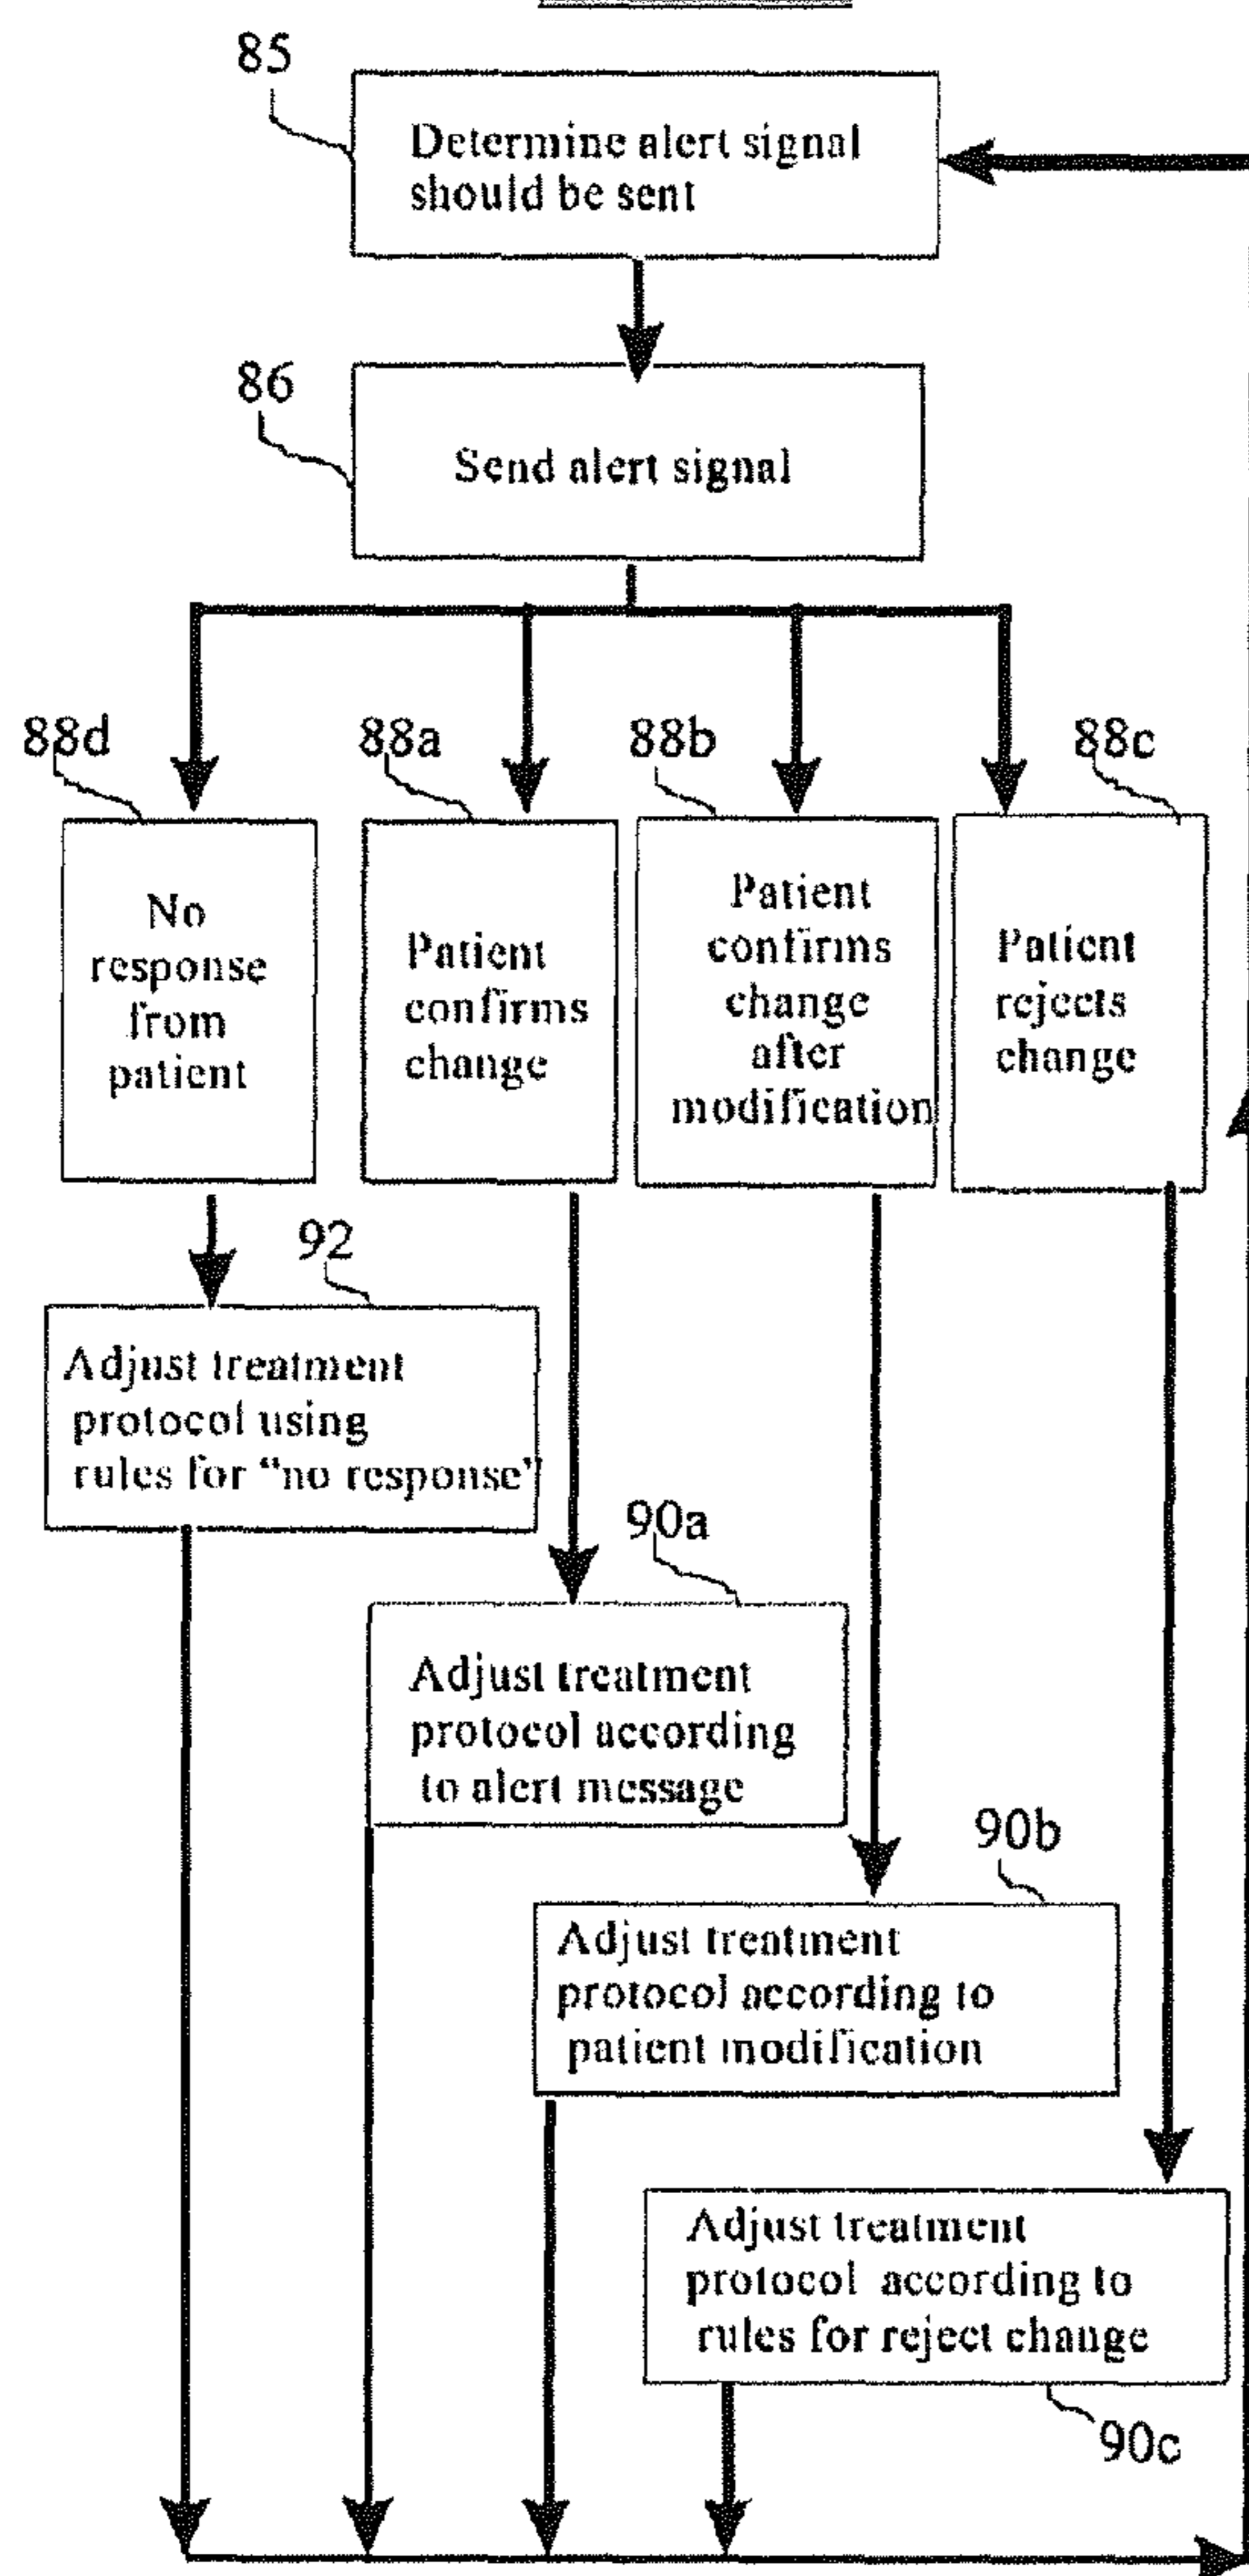 85
Determine alert signal
should be sent
86
Send alert signal
88d
88a
88b
88c
No
response
from
patient
Patient
confirms
change
Patient
confirms
change
after
modification
Patient
rejects
change
92
Adjust treatment
protocol using
rules for “no response”
90a
Adjust treatment
protocol according
to alert message
90b
Adjust treatment
protocol according to
patient modification
Adjust treatment
protocol according to
rules for reject change
90c